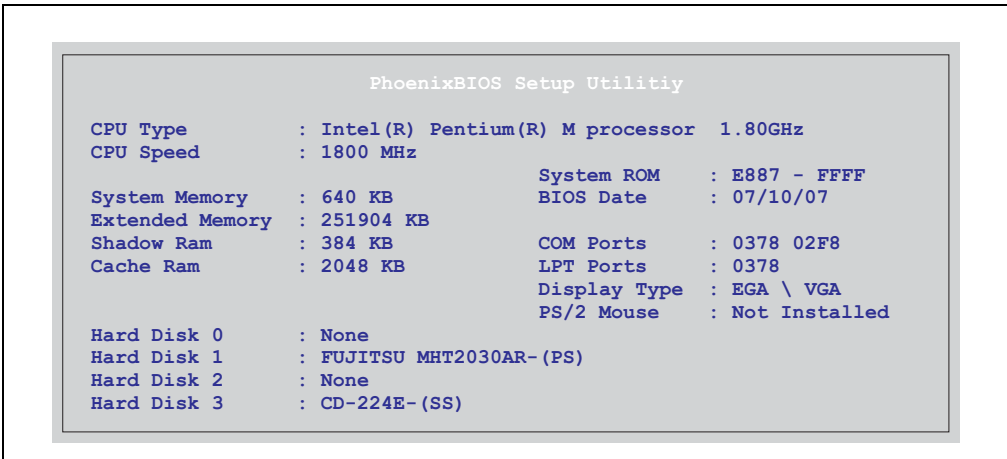 PhoenixBIOS Setup Utilitiy
CPU Type : Intel(R) Pentium(R) M processor 1.80GHz
CPU Speed : 1800 MHz
System ROM : E887 - FFFF
System Memory : 640 KB BIOS Date : 07/10/07
Extended Memory : 251904 KB
Shadow Ram : 384 KB COM Ports : 0378 02F8
Cache Ram : 2048 KB LPT Ports : 0378
Display Type : EGA \ VGA
PS/2 Mouse : Not Installed
Hard Disk 0 : None
Hard Disk 1 : FUJITSU MHT2030AR-(PS)
Hard Disk 2 : None
Hard Disk 3 : CD-224E-(SS)